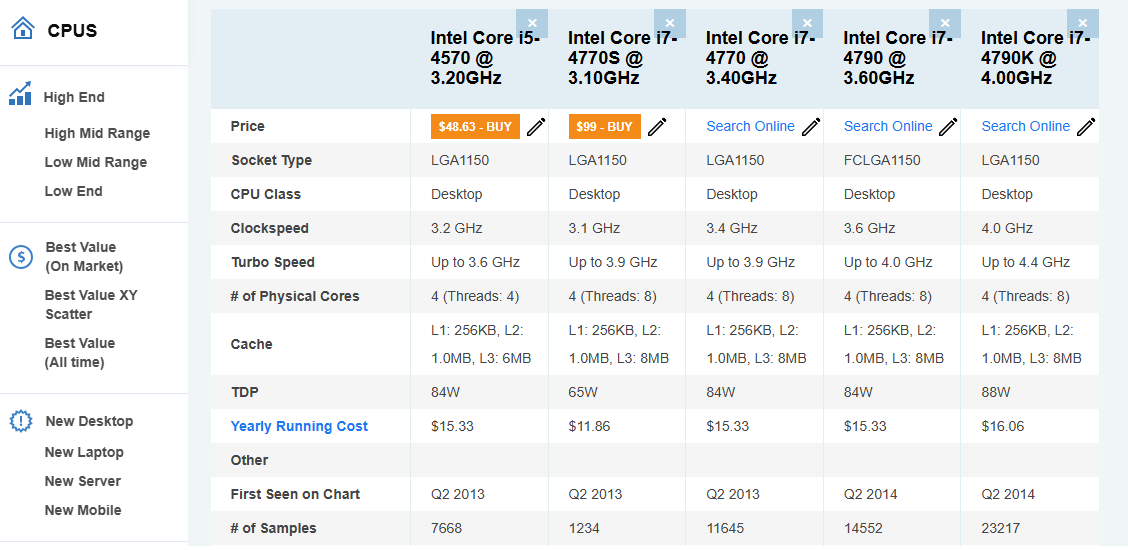 CPUS
High End
High Mid Range
Low Mid Range
Low End
Best Value
(On Market)
Best Value XY
Scatter
Best Value
(All time)
New Desktop
New Laptop
New Server
New Mobile
× × × × ×
Intel Core i5- Intel Core i7- Intel Core i7- Intel Core i7- Intel Core i7-
4570 @ 4770S @ 4770 @ 4790 @ 4790K @
3.20GHz 3.10GHz 3.40GHz 3.60GHz 4.00GHz
Price $48.63 - BUY $99 - BUY Search Online Search Online Search Online
Socket Type LGA1150 LGA1150 LGA1150 FCLGA1150 LGA1150
CPU Class Desktop Desktop Desktop Desktop Desktop
Clockspeed 3.2 GHz 3.1 GHz 3.4 GHz 3.6 GHz 4.0 GHz
Turbo Speed Up to 3.6 GHz Up to 3.9 GHz Up to 3.9 GHz Up to 4.0 GHz Up to 4.4 GHz
# of Physical Cores 4 (Threads: 4) 4 (Threads: 8) 4 (Threads: 8) 4 (Threads: 8) 4 (Threads: 8)
Cache L1: 256KB, L2: L1: 256KB, L2: L1: 256KB, L2: L1: 256KB, L2: L1: 256KB, L2:
1.0MB, L3: 6MB 1.0MB, L3: 8MB 1.0MB, L3: 8MB 1.0MB, L3: 8MB 1.0MB, L3: 8MB
TDP 84W 65W 84W 84W 88W
Yearly Running Cost $15.33 $11.86 $15.33 $15.33 $16.06
Other
First Seen on Chart Q2 2013 Q2 2013 Q2 2013 Q2 2014 Q2 2014
# of Samples 7668 1234 11645 14552 23217